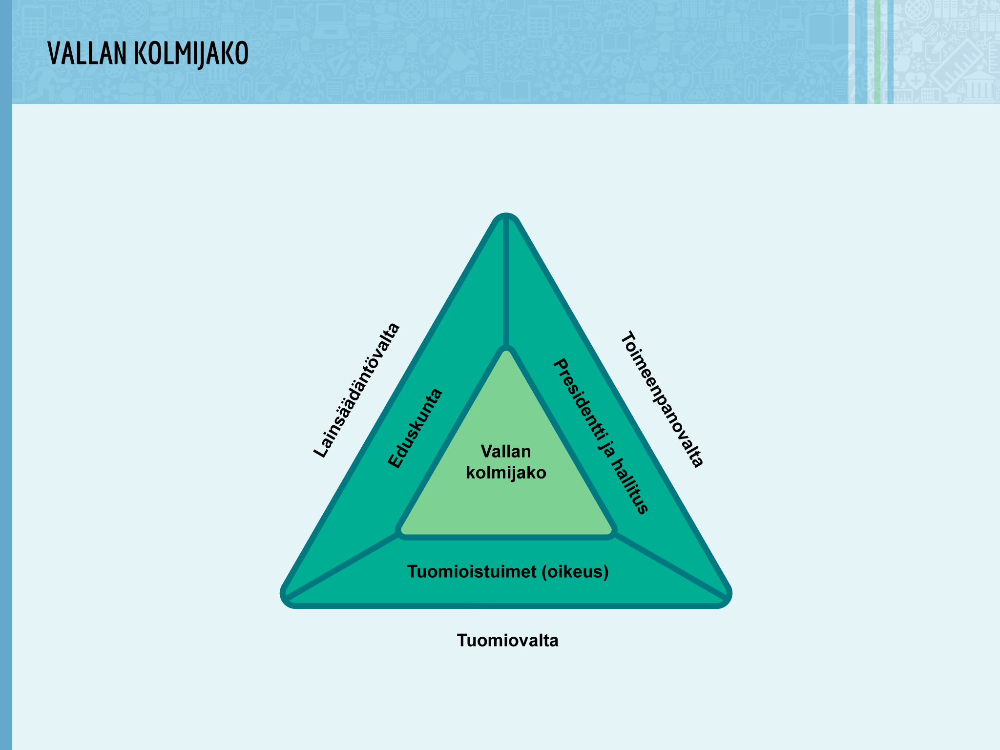 VALLAN KOLMIJAKO
Lainsäädäntövalta
Eduskunta
Toimeenpanovalta
Presidentti ja hallitus
Vallan
kolmijako
Tuomioistuimet (oikeus)
Tuomiovalta